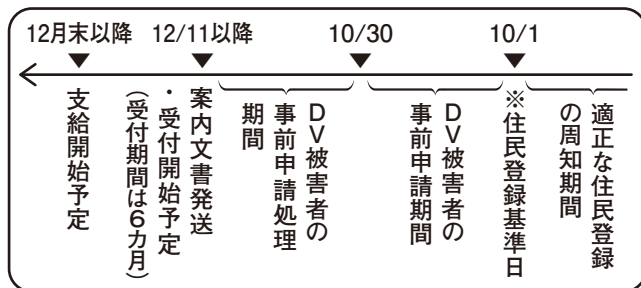 12月末以降 12/11以降 10/30 10/1
適正な住民登録
の周知期間
※住民登録基準日
DV被害者の
事前申請期間
DV被害者の
事前申請処理
期間
案内文書発送
・受付開始予定
(受付期間は6カ月)
支給開始予定